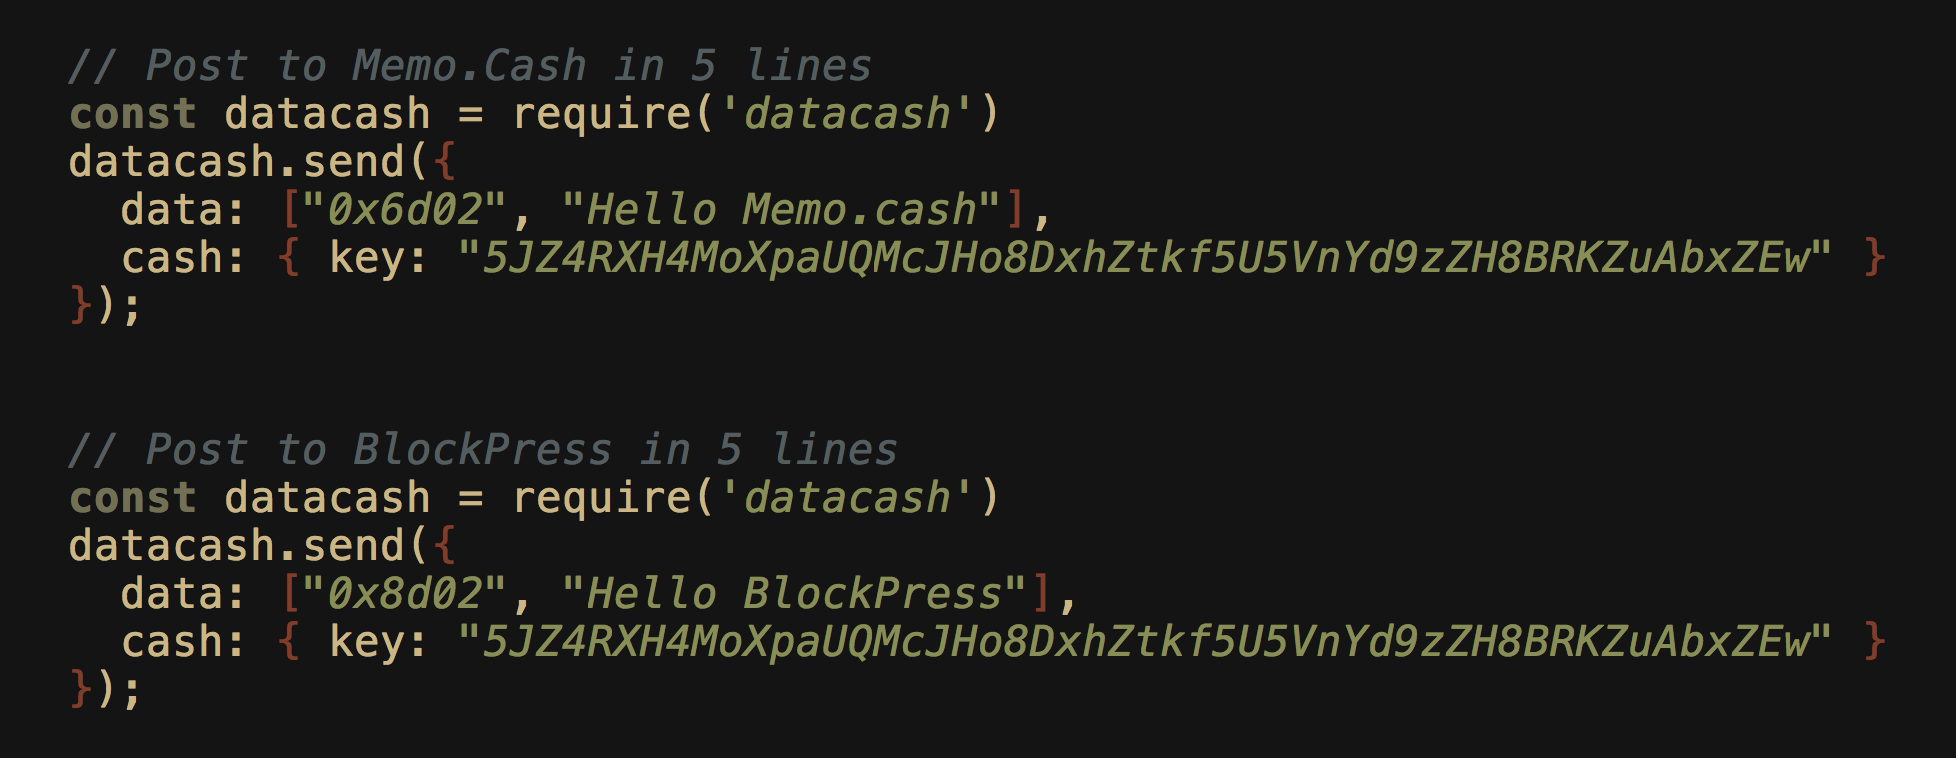 // Post to Memo.Cash in 5 lines
const datacash = require('datacash')
datacash.send({
  data: ["0x6d02", "Hello Memo.cash"],
  cash: { key: "5JZ4RXH4MoXpaUQMcJHo8DxhZtkf5U5VnYd9zZH8BRKZuAbxZEw" }
});
// Post to BlockPress in 5 lines
const datacash = require('datacash')
datacash.send({
  data: ["0x8d02", "Hello BlockPress"],
  cash: { key: "5JZ4RXH4MoXpaUQMcJHo8DxhZtkf5U5VnYd9zZH8BRKZuAbxZEw" }
});